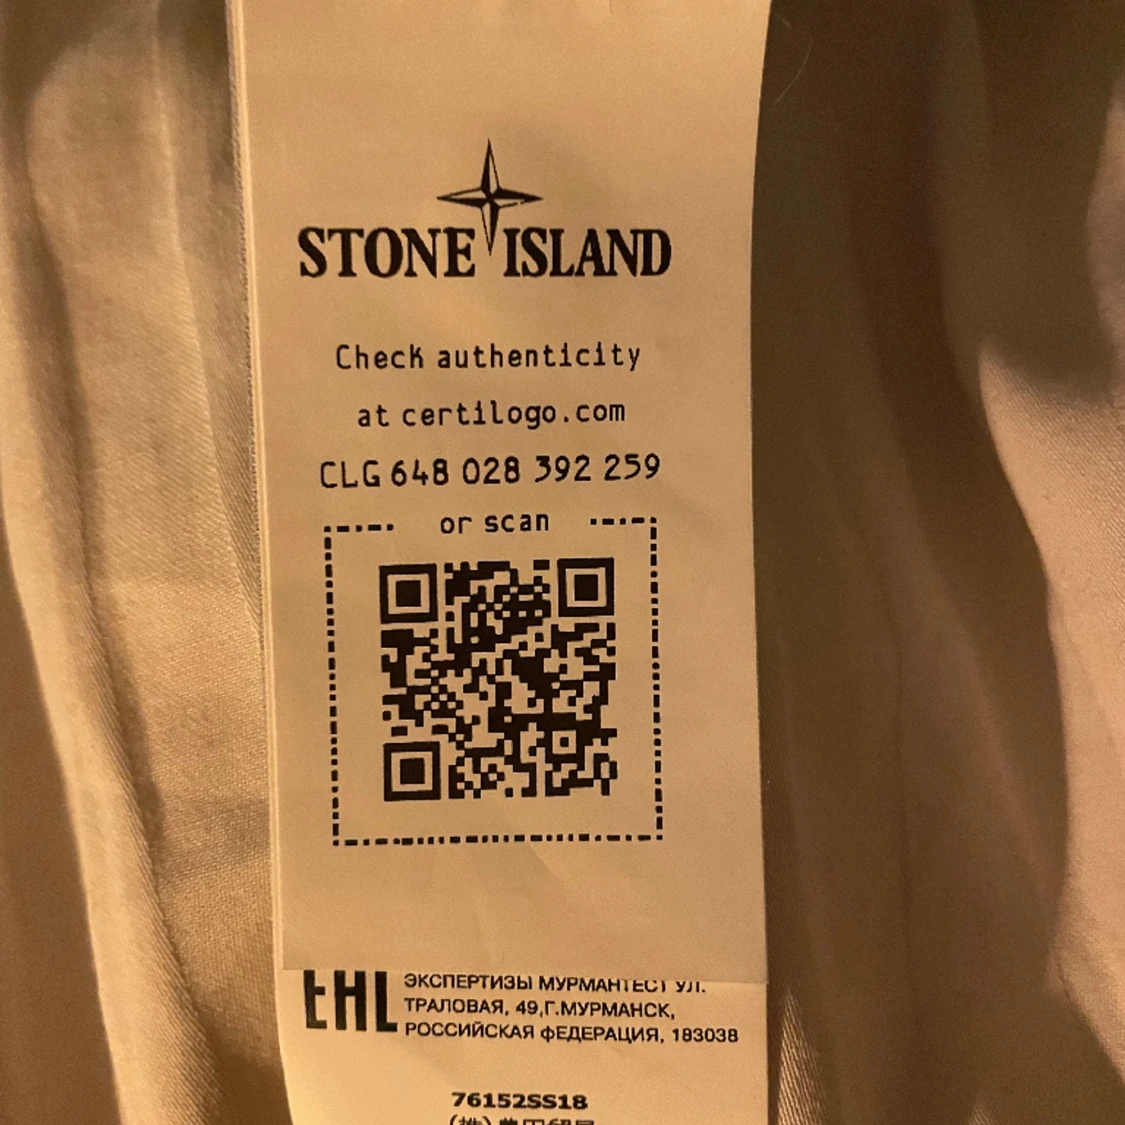 STONE ISLAND
Check authenticity
at certilogo.com
CLG 648 028 392 259
or scan
EAC
ЭКСПЕРТИЗЫ МУРМАНТЕСТ УЛ.
ТРАЛОВАЯ, 49,Г.МУРМАНСК,
РОССИЙСКАЯ ФЕДЕРАЦИЯ, 183038
76152SS18